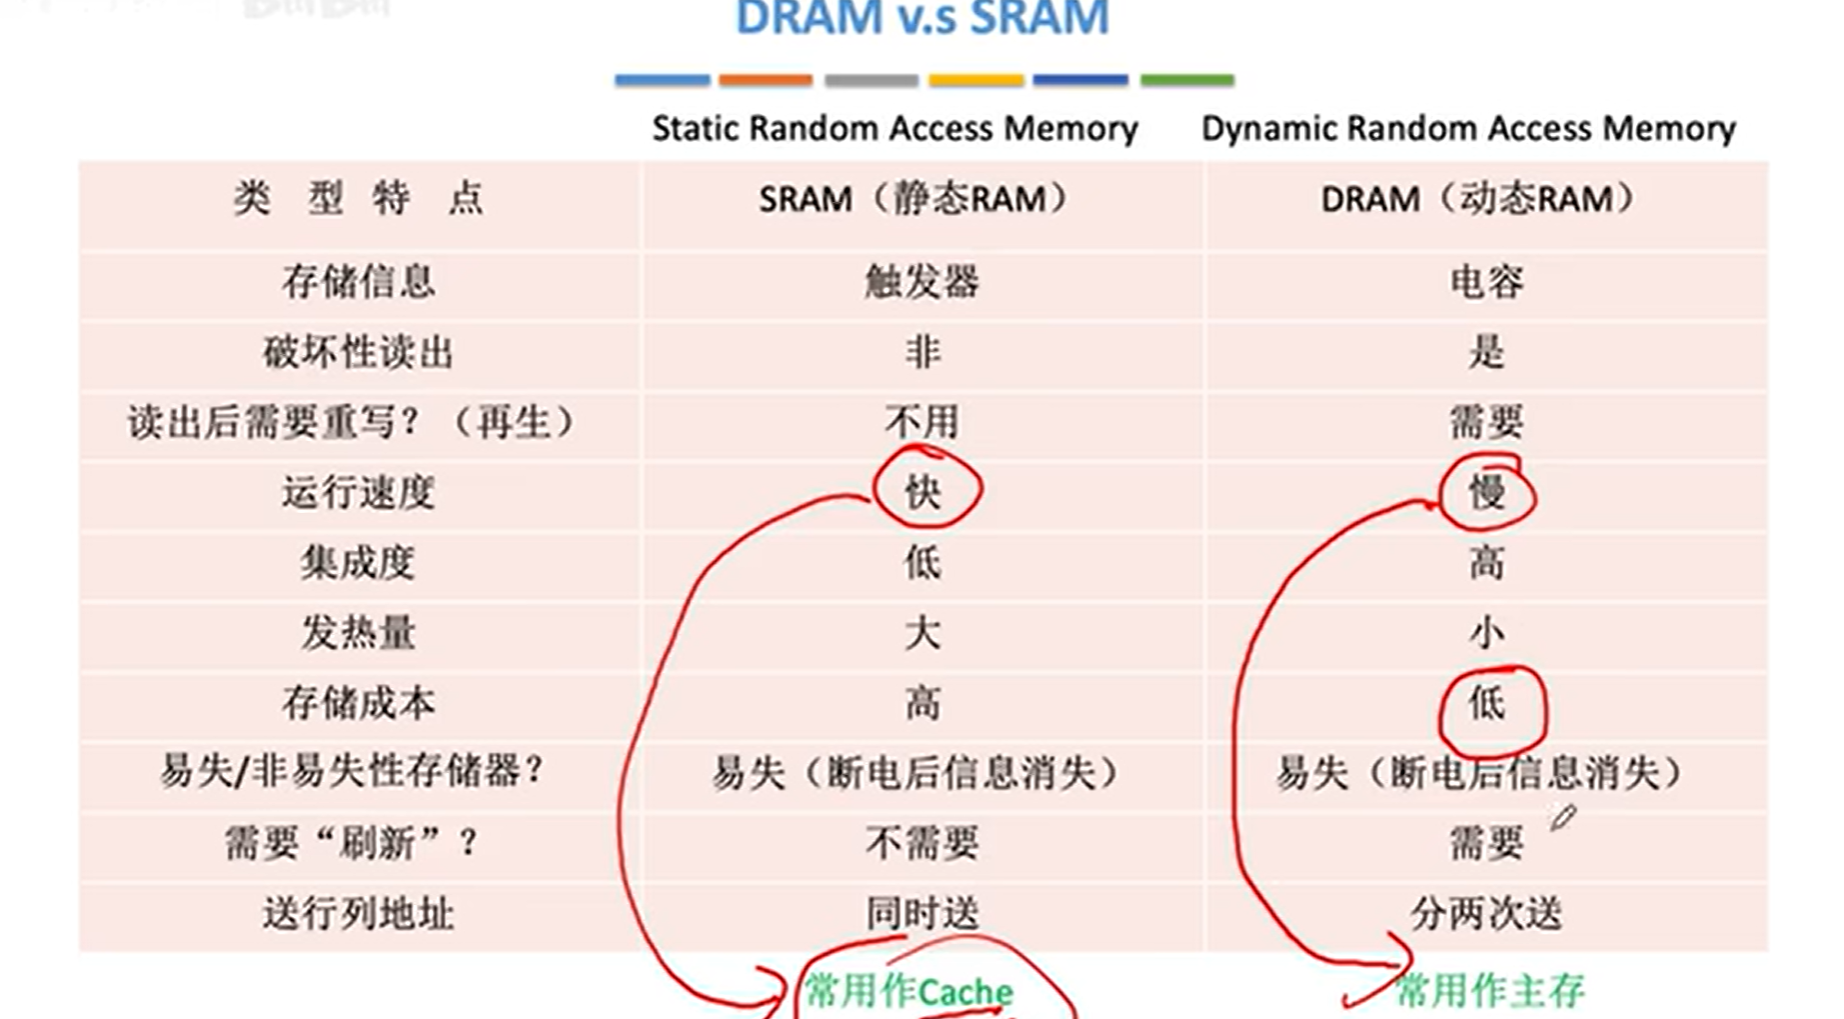 DRAM v.s SRAM
Static Random Access Memory Dynamic Random Access Memory
类 型 特 点 SRAM（静态RAM） DRAM（动态RAM）
存储信息 触发器 电容
破坏性读出 非 是
读出后需要重写？（再生） 不用 需要
运行速度 快 慢
集成度 低 高
发热量 大 小
存储成本 高 低
易失/非易失性存储器？ 易失（断电后信息消失） 易失（断电后信息消失）
需要“刷新”？ 不需要 需要
送行列地址 同时送 分两次送
常用作Cache 常用作主存